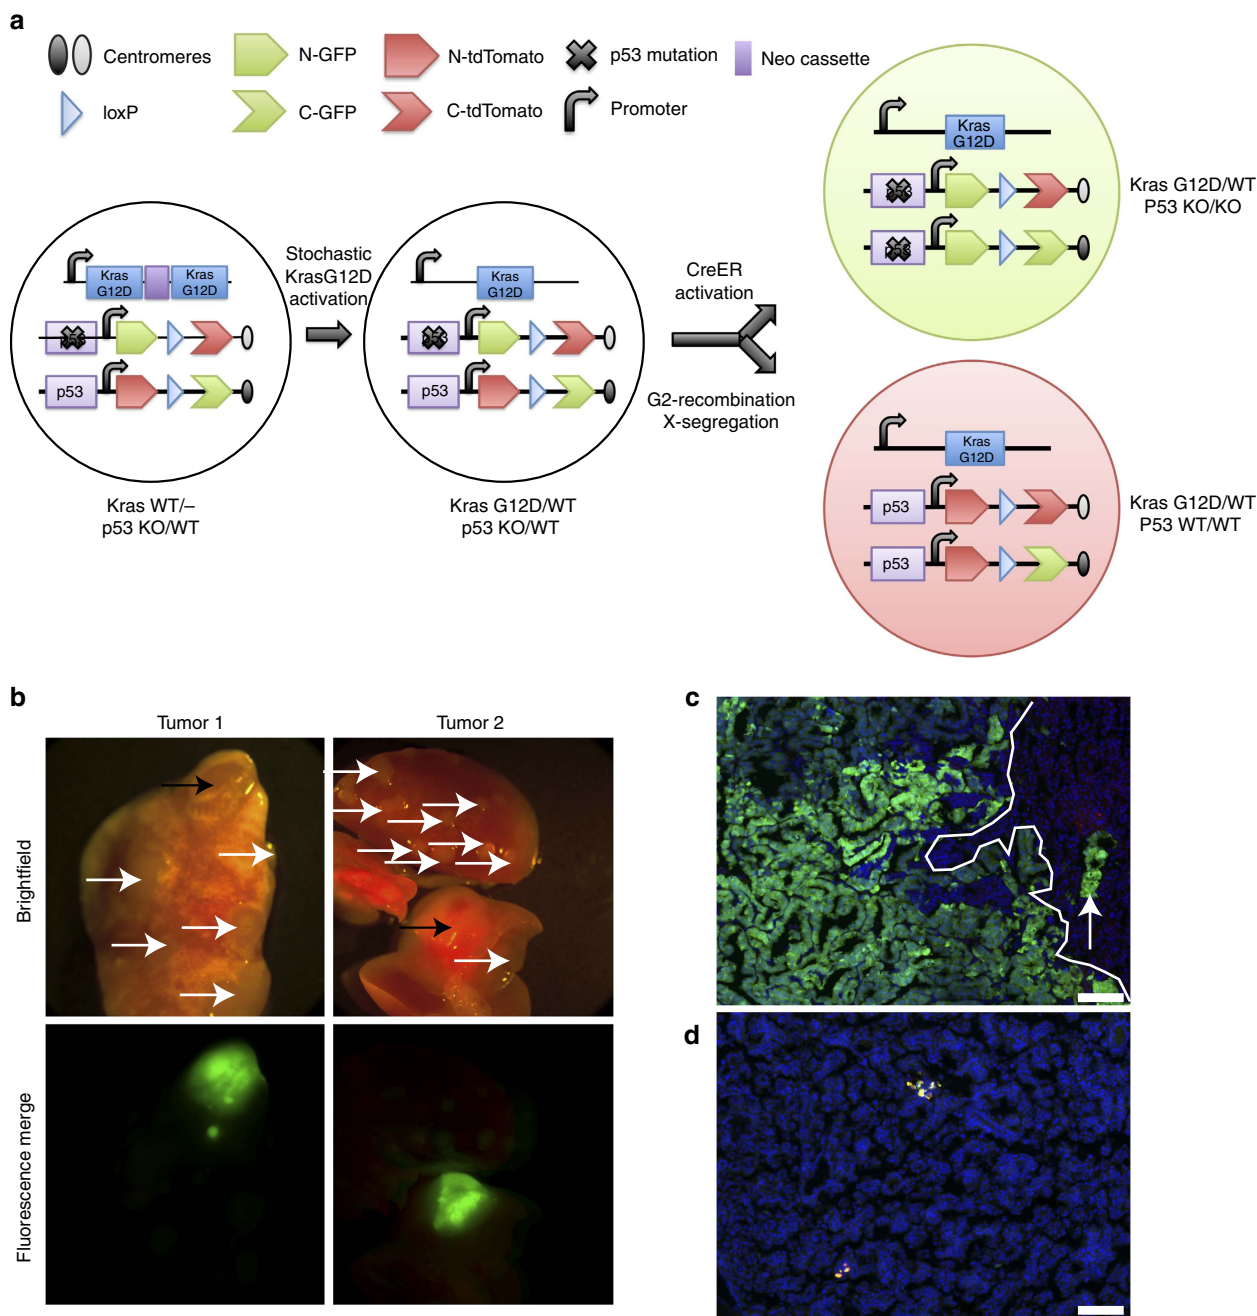 a
Centromeres
N-GFP
N-tdTomato
p53 mutation
Neo cassette
loxP
C-GFP
C-tdTomato
Promoter
Kras
G12D
Kras
G12D
p53
Kras WT/–
p53 KO/WT
Stochastic
KrasG12D
activation
Kras
G12D
p53
Kras G12D/WT
p53 KO/WT
CreER
activation
G2-recombination
X-segregation
Kras
G12D
Kras G12D/WT
P53 KO/KO
Kras
G12D
p53
p53
Kras G12D/WT
P53 WT/WT
b
Tumor 1
Tumor 2
Brightfield
Fluorescence merge
c
d